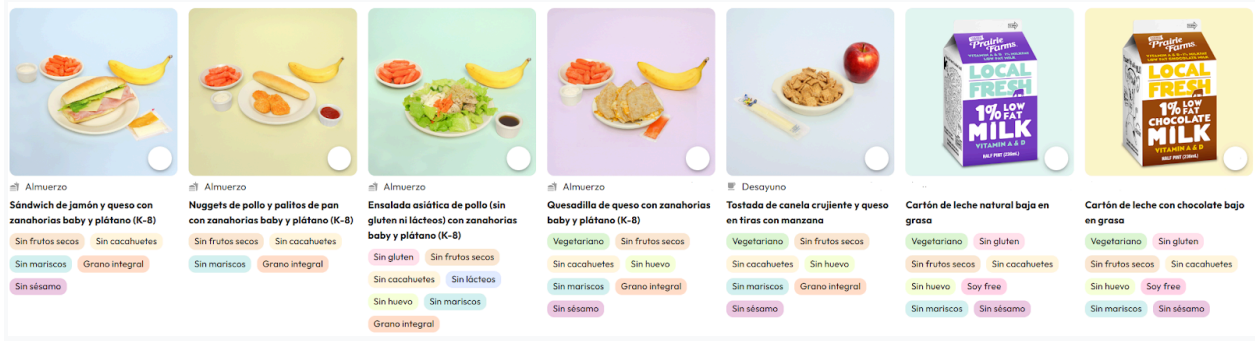 Almuerzo
Sándwich de jamón y queso con
zanahorias baby y plátano (K-8)
Sin frutos secos Sin cacahuetes
Sin mariscos Grano integral
Sin sésamo
Almuerzo
Nuggets de pollo y palitos de pan
con zanahorias baby y plátano (K-8)
Sin frutos secos Sin cacahuetes
Sin mariscos Grano integral
Almuerzo
Ensalada asiática de pollo (sin
gluten ni lácteos) con zanahorias
baby y plátano (K-8)
Sin gluten Sin frutos secos
Sin cacahuetes Sin lácteos
Sin huevo Sin mariscos
Grano integral
Almuerzo
Quesadilla de queso con zanahorias
baby y plátano (K-8)
Vegetariano Sin frutos secos
Sin cacahuetes Sin huevo
Sin mariscos Grano integral
Sin sésamo
Desayuno
Tostada de canela crujiente y queso
en tiras con manzana
Vegetariano Sin frutos secos
Sin cacahuetes Sin huevo
Sin mariscos Grano integral
Sin sésamo
Prairie
Farms
LOCAL
FRESH
1% LOW
FAT
MILK
VITAMIN A & D
HALF PINT (236mL)
Cartón de leche natural baja en
grasa
Vegetariano Sin gluten
Sin frutos secos Sin cacahuetes
Sin huevo Soy free
Sin mariscos Sin sésamo
Prairie
Farms
LOCAL
FRESH
1% LOW
FAT
CHOCOLATE
MILK
VITAMIN A & D
HALF PINT (236mL)
Cartón de leche con chocolate bajo
en grasa
Vegetariano Sin gluten
Sin frutos secos Sin cacahuetes
Sin huevo Soy free
Sin mariscos Sin sésamo